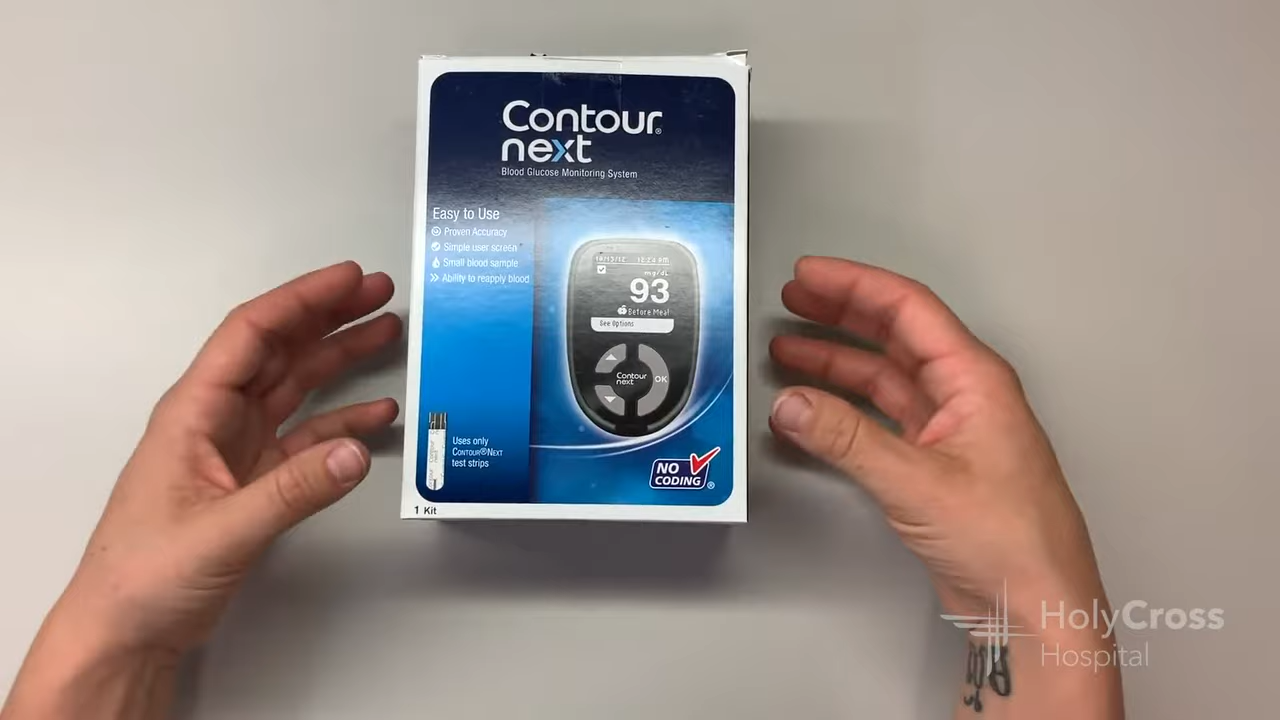 Contour®
next
Blood Glucose Monitoring System
Easy to Use
Proven Accuracy
Simple user screen
Small blood sample
Ability to reapply blood
mg/dL
93
Before Meal
See Options
Contour
next
OK
Uses only
CONTOUR®NEXT
test strips
NO
CODING®
1 Kit
HolyCross
Hospital